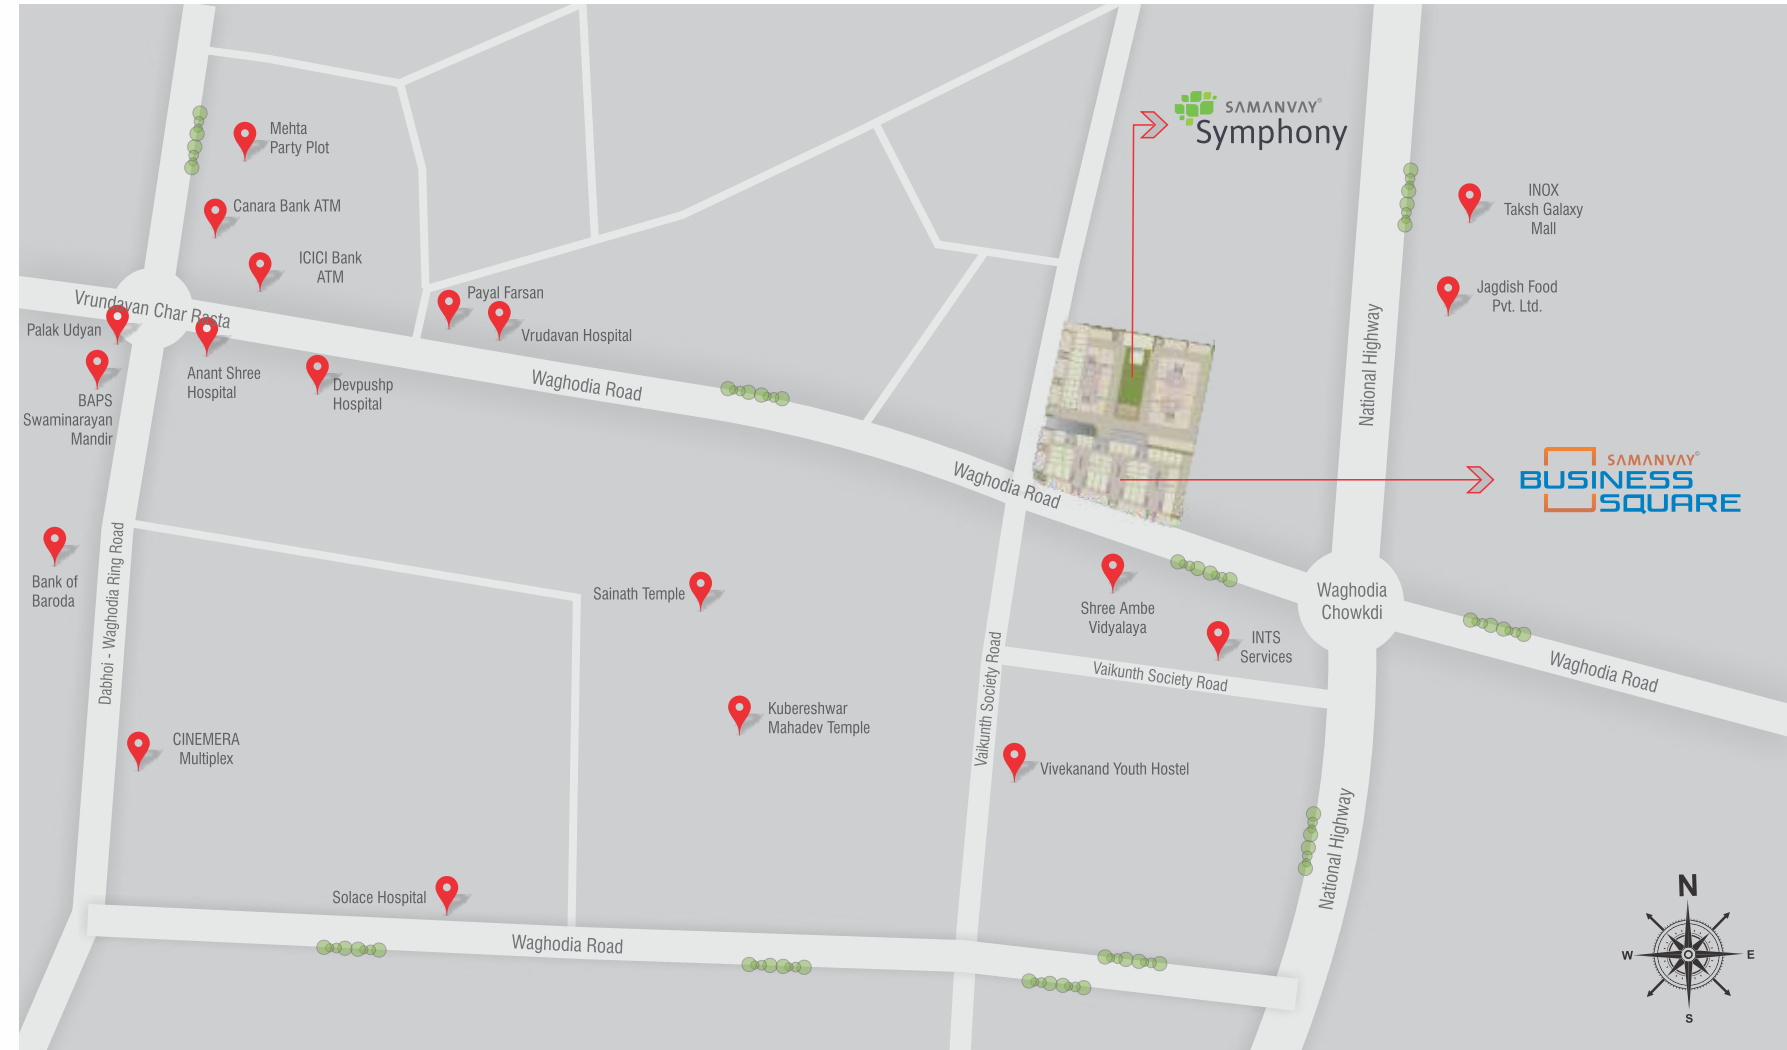 SAMANVAY©
Symphony
Mehta
Party Plot
Canara Bank ATM
ICICI Bank
ATM
INOX
Taksh Galaxy
Mall
Jagdish Food
Pvt. Ltd.
Vrundavan Char Rasta
Payal Farsan
Vrudavan Hospital
Palak Udyan
Anant Shree
Hospital
Devpushp
Hospital
BAPS
Swaminarayan
Mandir
Waghodia Road
National Highway
Waghodia Road
SAMANVAY©
BUSINESS
SQUARE
Bank of
Baroda
Dabhoi - Waghodia Ring Road
Sainath Temple
Shree Ambe
Vidyalaya
INTS
Services
Waghodia
Chowkdi
Waghodia Road
Vaikunth Society Road
Vaikunth Society Road
Kubereshwar
Mahadev Temple
CINEMERA
Multiplex
Vivekanand Youth Hostel
National Highway
Solace Hospital
Waghodia Road
N
W
E
S